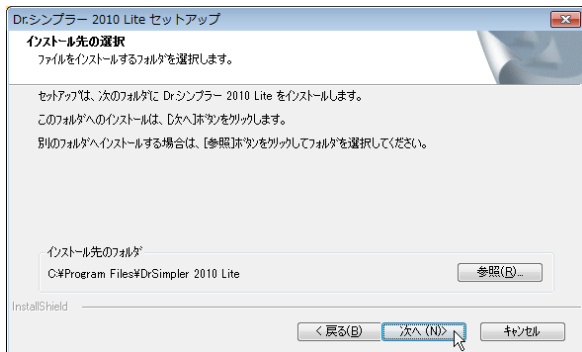 Dr.シンプラー 2010 Lite セットアップ
インストール先の選択
ファイルをインストールするフォルダを選択します。
セットアップは、次のフォルダに Dr.シンプラー 2010 Lite をインストールします。
このフォルダへのインストールは、[次へ]ボタンをクリックします。
別のフォルダへインストールする場合は、[参照]ボタンをクリックしてフォルダを選択してください。
インストール先のフォルダ
C:¥Program Files¥DrSimpler 2010 Lite
参照(R)...
InstallShield
< 戻る(B)
次へ (N)>
キャンセル